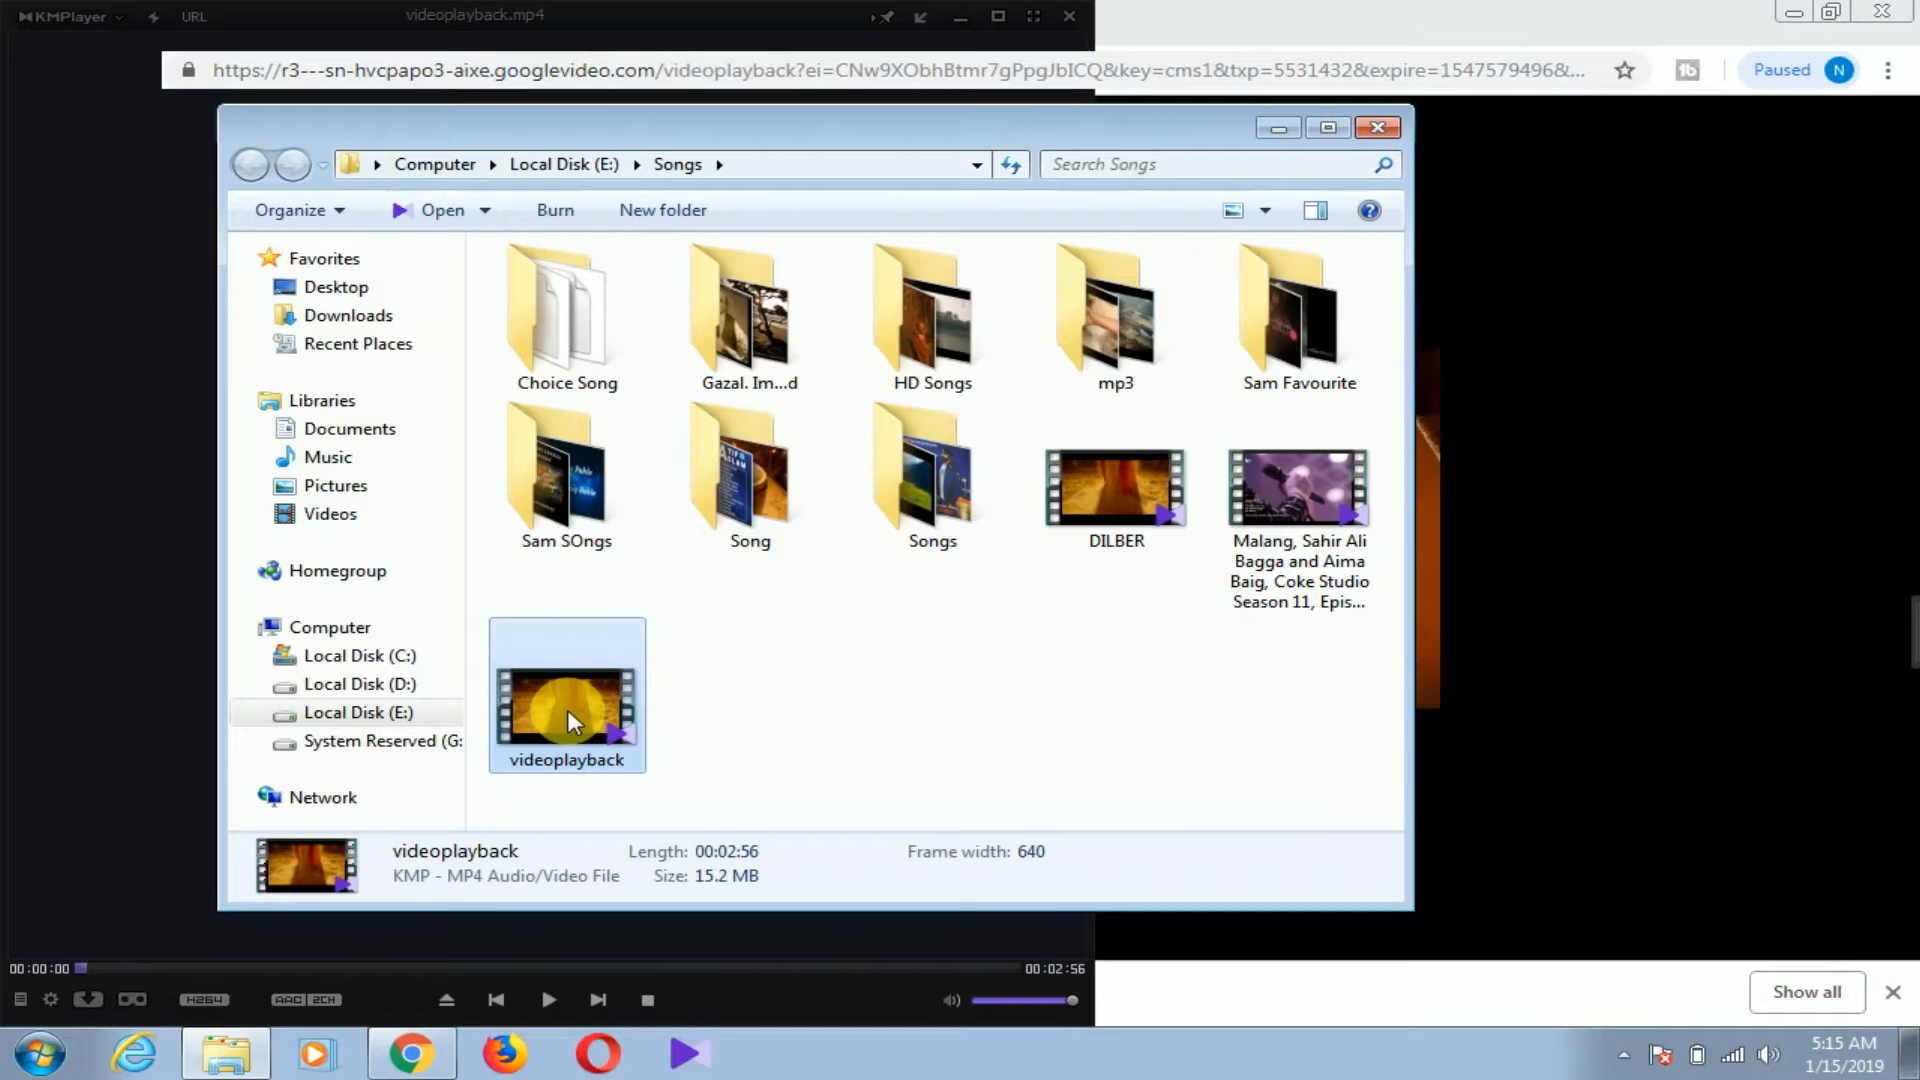 KMPlayer
URL
videoplayback.mp4
https://r3---sn-hvcpapo3-aixe.googlevideo.com/videoplayback?ei=CNw9XObhBtmr7gPpgJbICQ&key=cms1&txp=5531432&expire=1547579496&...
Paused N
Computer Local Disk (E:) Songs
Search Songs
Organize Open Burn New folder
Favorites
Desktop
Downloads
Recent Places
Libraries
Documents
Music
Pictures
Videos
Homegroup
Computer
Local Disk (C:)
Local Disk (D:)
Local Disk (E:)
System Reserved (G:
Network
Choice Song
Gazal. Im...d
HD Songs
mp3
Sam Favourite
Sam SOngs
Song
Songs
DILBER
Malang, Sahir Ali
Bagga and Aima
Baig, Coke Studio
Season 11, Epis...
videoplayback
videoplayback Length: 00:02:56 Frame width: 640
KMP - MP4 Audio/Video File Size: 15.2 MB
00:00:00
00:02:56
H264 AAC 2CH
Show all
5:15 AM
1/15/2019